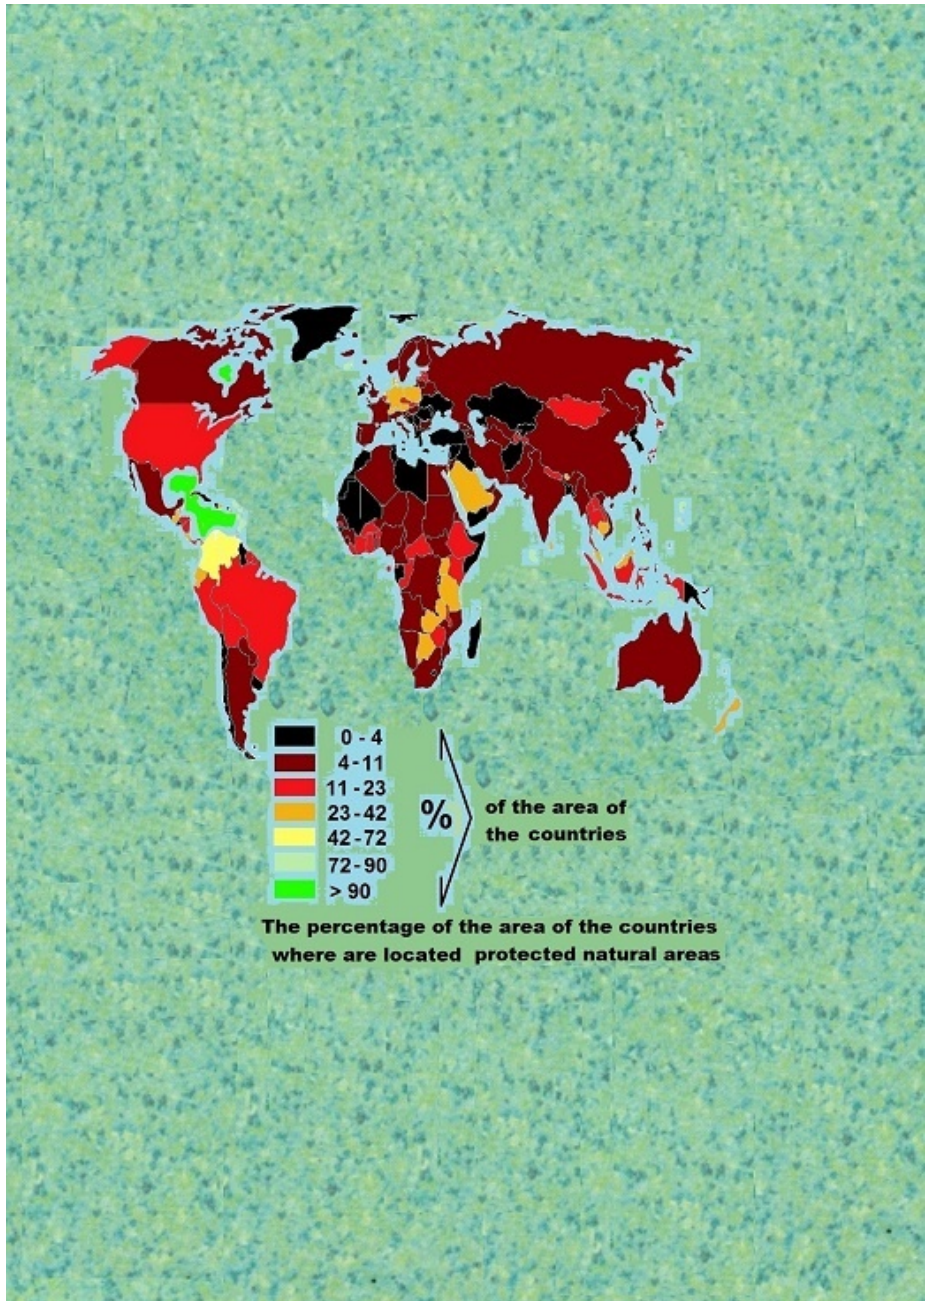 0 - 4
4 - 11
11 - 23
23 - 42
42 - 72
72 - 90
> 90
%
of the area of
the countries
The percentage of the area of the countries
where are located protected natural areas